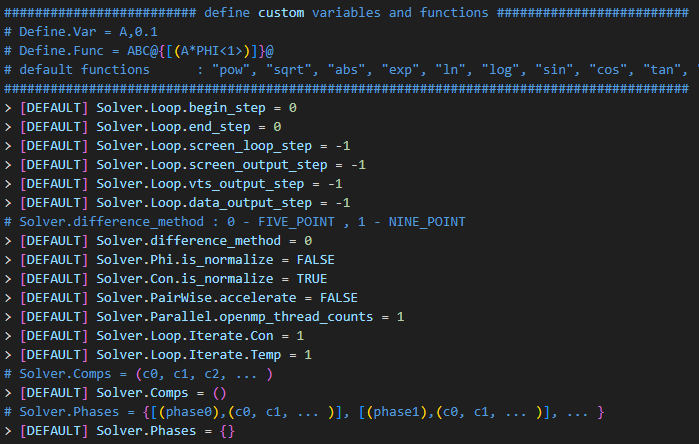 ######################### define custom variables and functions #########################
# Define.Var = A,0.1
# Define.Func = ABC@{[(A*PHI<1>)]}@
# default functions      : "pow", "sqrt", "abs", "exp", "ln", "log", "sin", "cos", "tan", "
#########################################################################################
> [DEFAULT] Solver.Loop.begin_step = 0
> [DEFAULT] Solver.Loop.end_step = 0
> [DEFAULT] Solver.Loop.screen_loop_step = -1
> [DEFAULT] Solver.Loop.screen_output_step = -1
> [DEFAULT] Solver.Loop.vts_output_step = -1
> [DEFAULT] Solver.Loop.data_output_step = -1
# Solver.difference_method : 0 - FIVE_POINT , 1 - NINE_POINT
> [DEFAULT] Solver.difference_method = 0
> [DEFAULT] Solver.Phi.is_normalize = FALSE
> [DEFAULT] Solver.Con.is_normalize = TRUE
> [DEFAULT] Solver.PairWise.accelerate = FALSE
> [DEFAULT] Solver.Parallel.openmp_thread_counts = 1
> [DEFAULT] Solver.Loop.Iterate.Con = 1
> [DEFAULT] Solver.Loop.Iterate.Temp = 1
# Solver.Comps = (c0, c1, c2, ... )
> [DEFAULT] Solver.Comps = ()
# Solver.Phases = {[(phase0),(c0, c1, ... )], [(phase1),(c0, c1, ... )], ... }
> [DEFAULT] Solver.Phases = {}